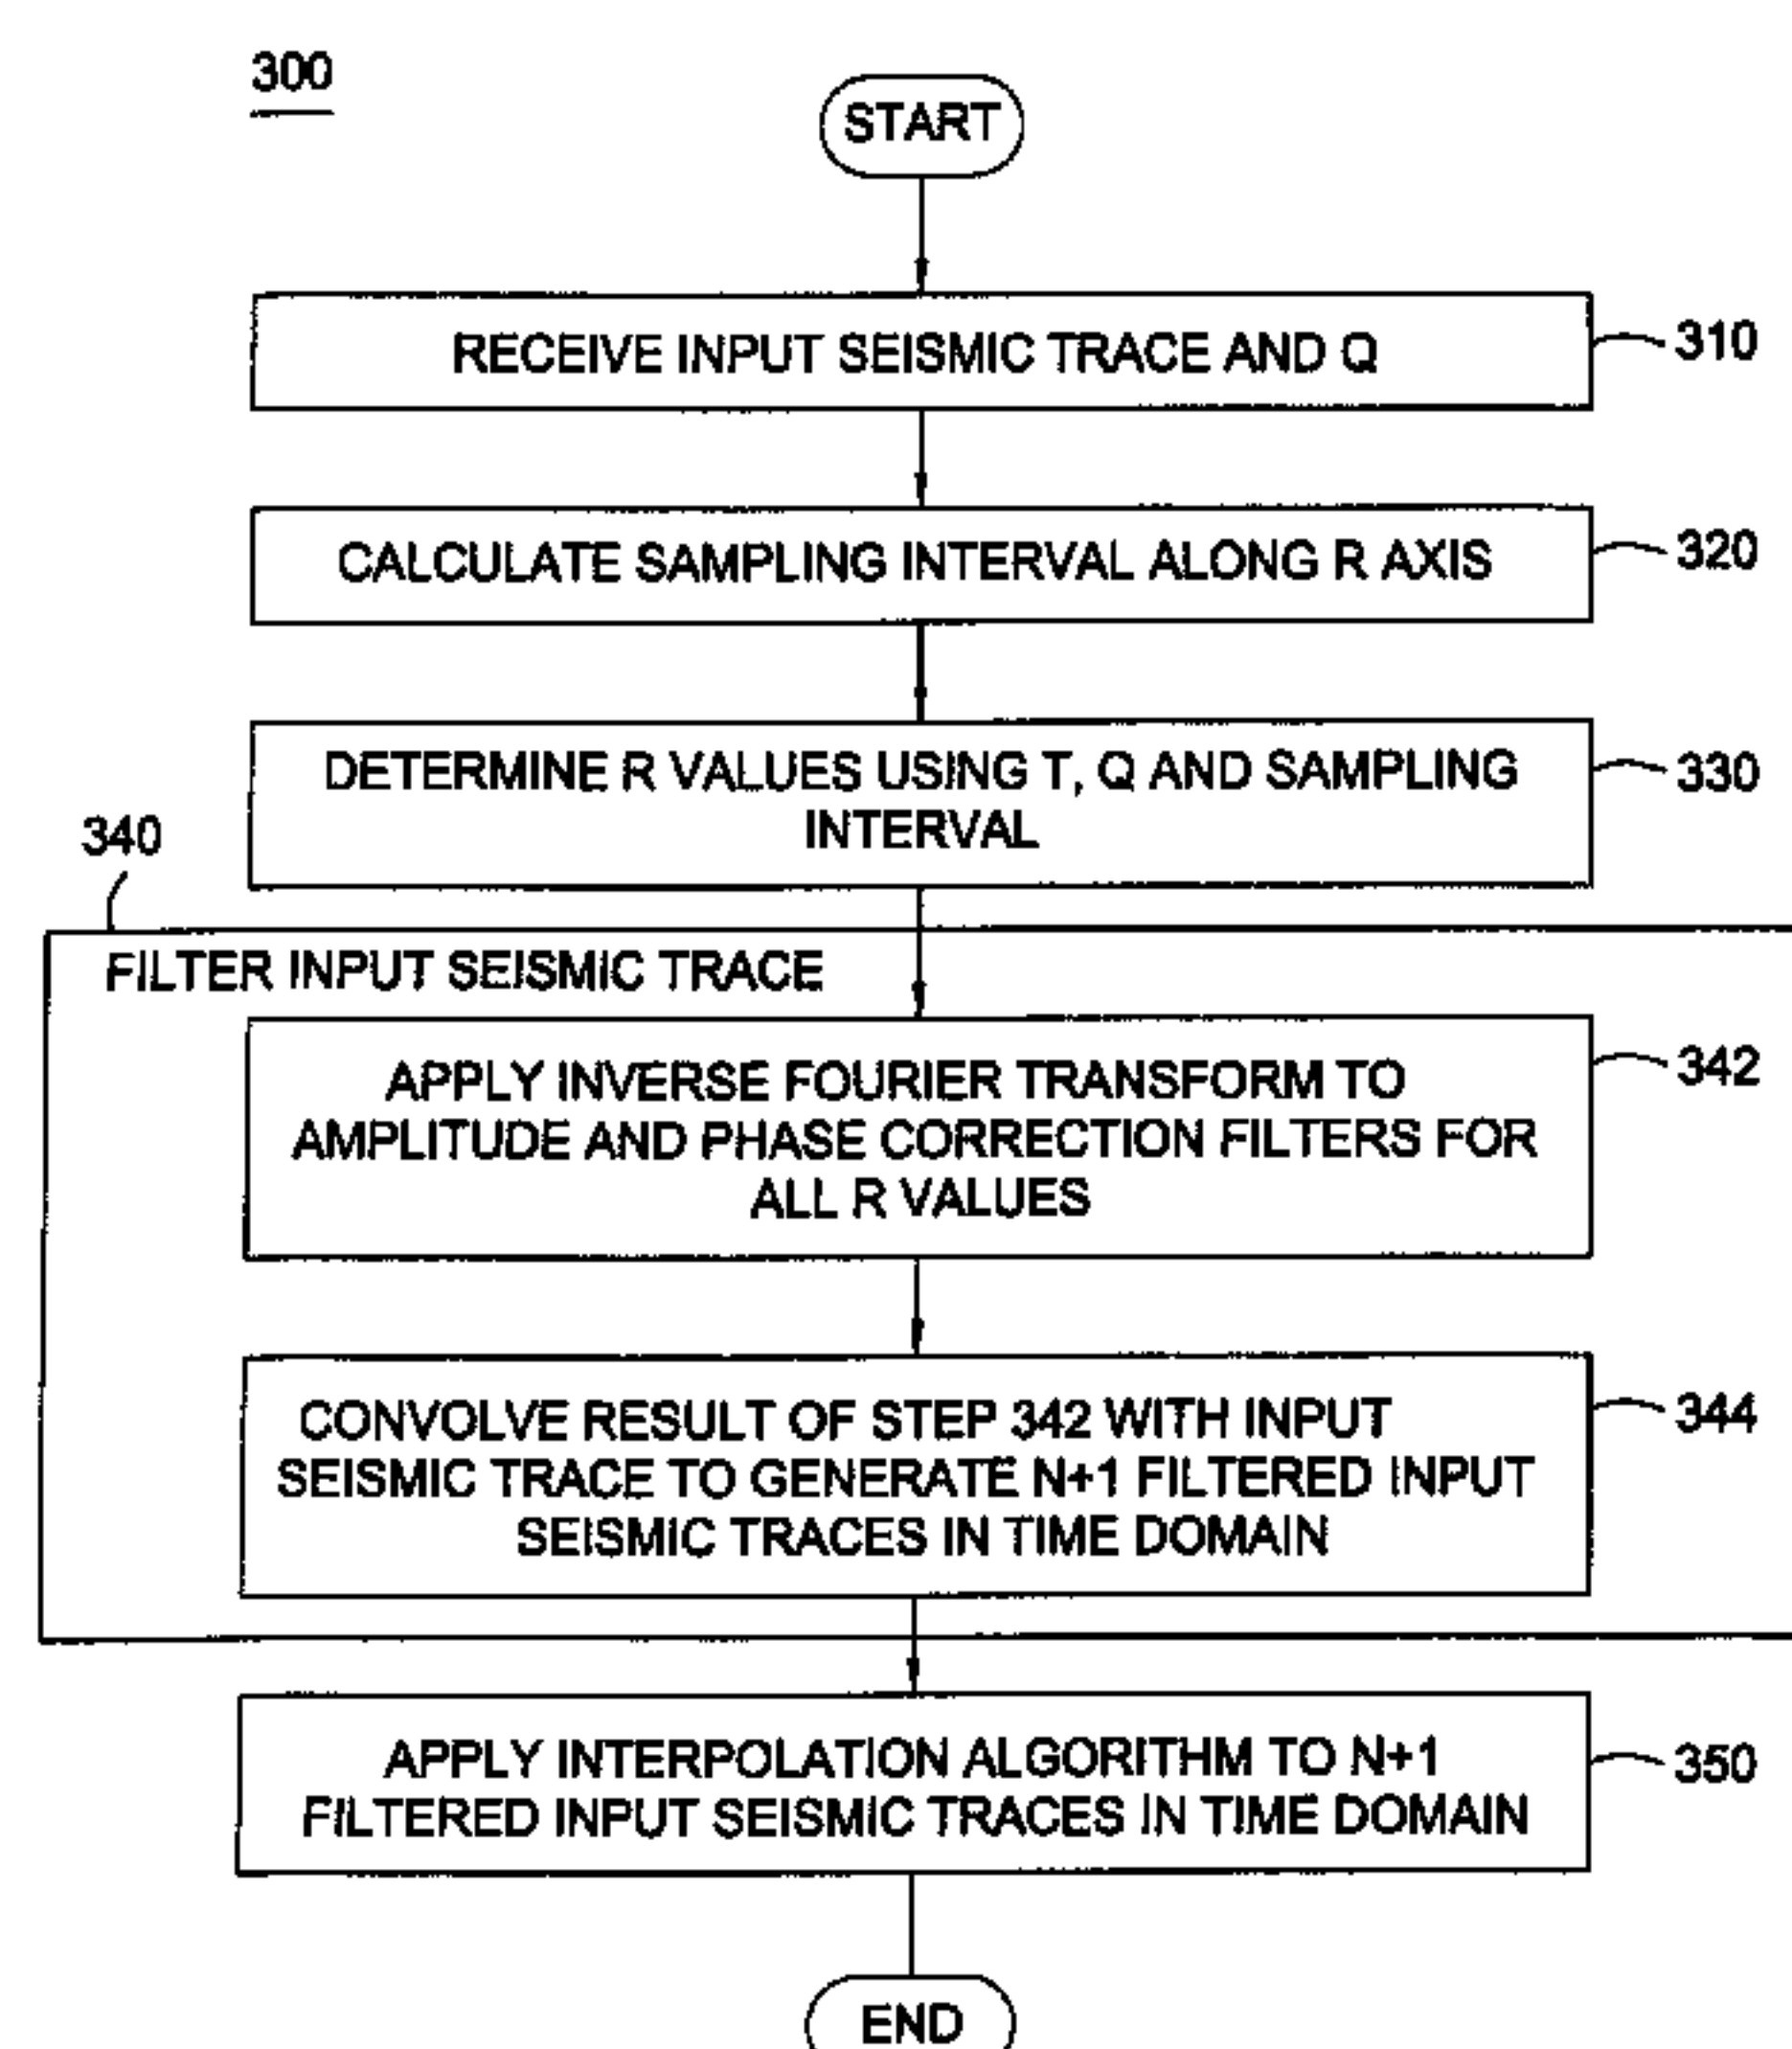 300
START
RECEIVE INPUT SEISMIC TRACE AND Q
310
CALCULATE SAMPLING INTERVAL ALONG R AXIS
320
DETERMINE R VALUES USING T, Q AND SAMPLING
INTERVAL
330
340
FILTER INPUT SEISMIC TRACE
APPLY INVERSE FOURIER TRANSFORM TO
AMPLITUDE AND PHASE CORRECTION FILTERS FOR
ALL R VALUES
342
CONVOLVE RESULT OF STEP 342 WITH INPUT
SEISMIC TRACE TO GENERATE N+1 FILTERED INPUT
SEISMIC TRACES IN TIME DOMAIN
344
APPLY INTERPOLATION ALGORITHM TO N+1
FILTERED INPUT SEISMIC TRACES IN TIME DOMAIN
350
END